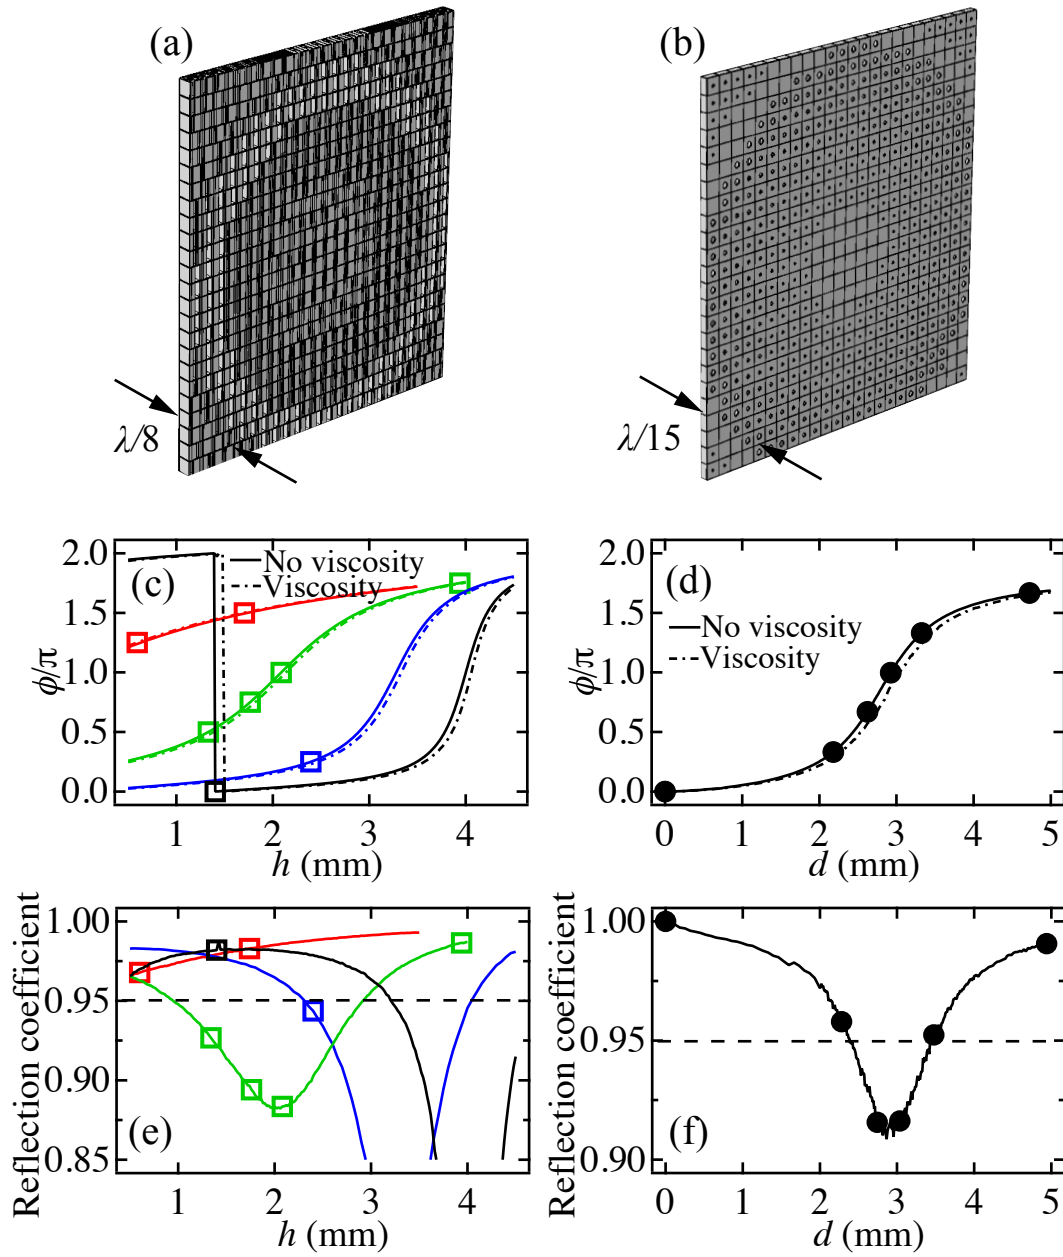 (a)
(b)
λ/8
λ/15
2.0
1.5
1.0
0.5
0.0
ϕ/π
(c)
No viscosity
Viscosity
1
2
3
4
h (mm)
2.0
1.5
1.0
0.5
0.0
ϕ/π
(d)
No viscosity
Viscosity
0
1
2
3
4
5
d (mm)
1.00
0.95
0.90
0.85
Reflection coefficient
(e)
1
2
3
4
h (mm)
1.00
0.95
0.90
Reflection coefficient
(f)
0
1
2
3
4
5
d (mm)